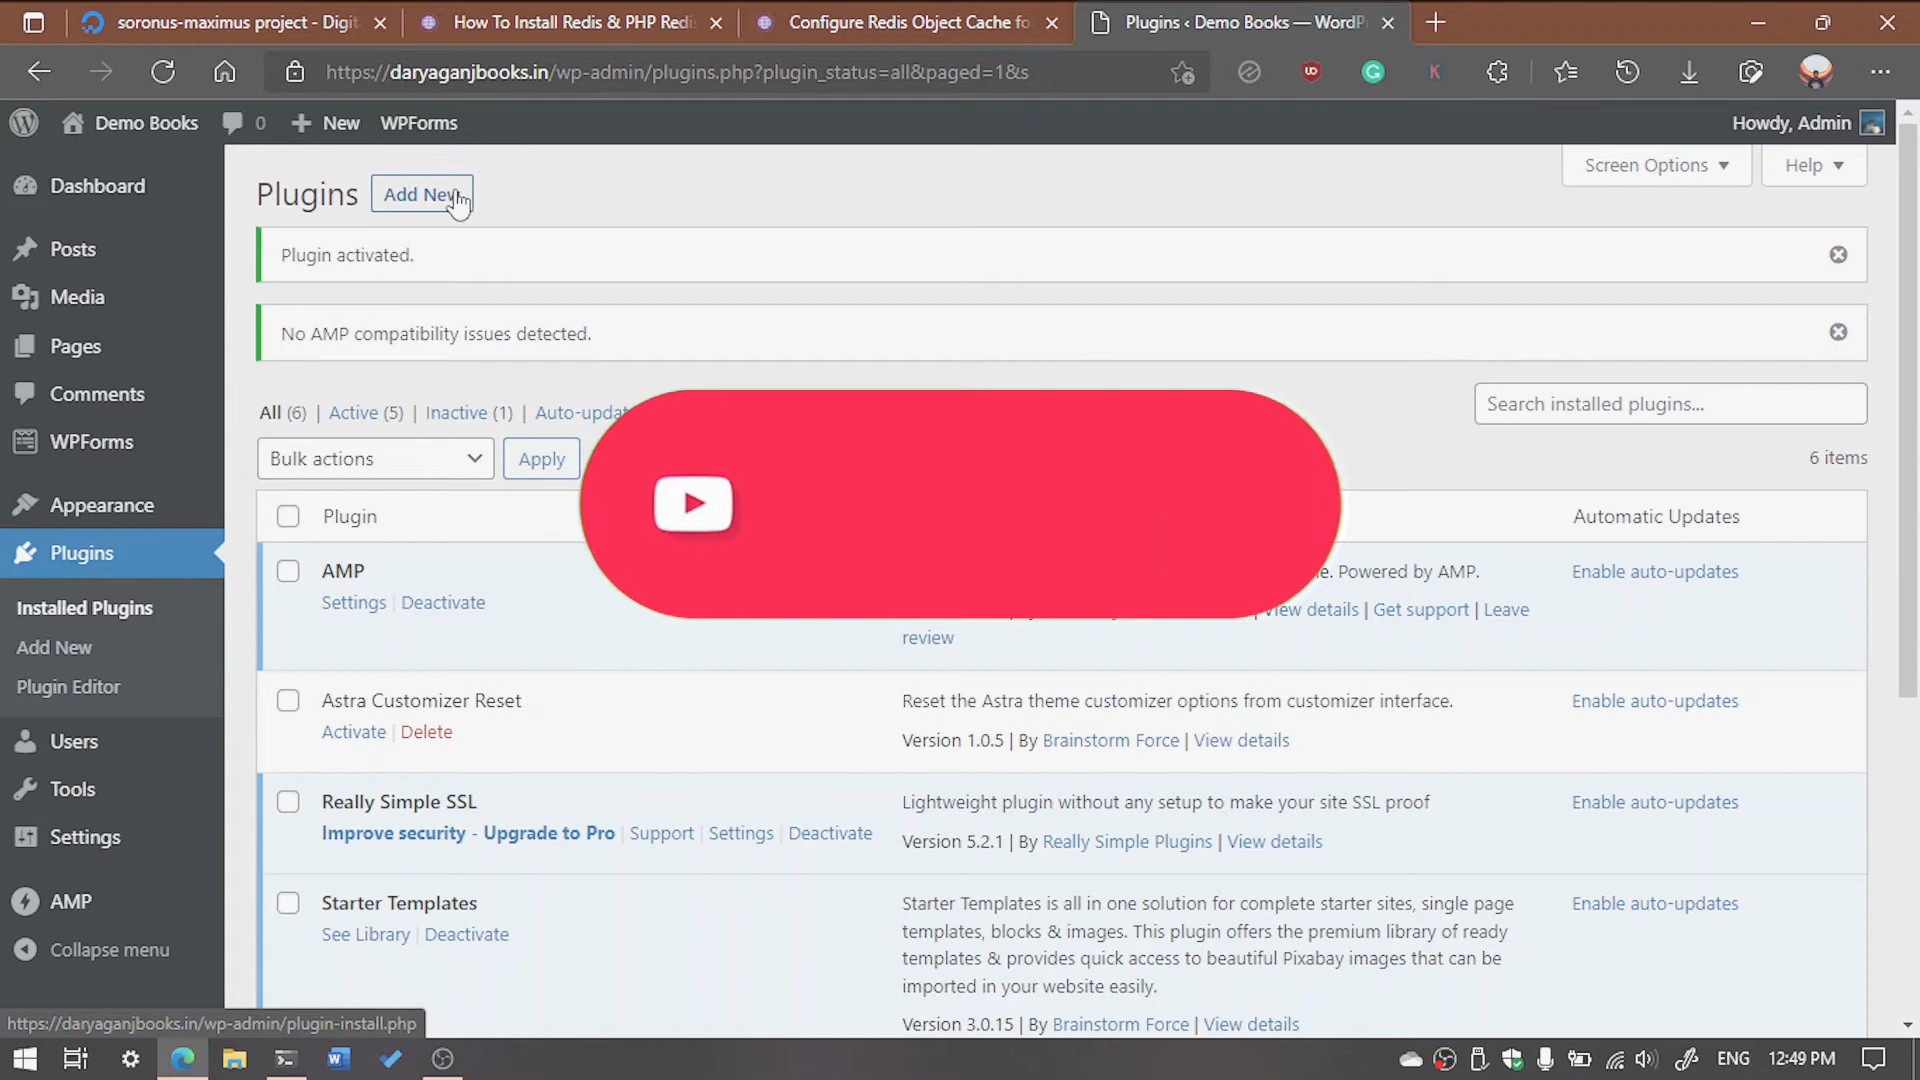 soronus-maximus project - Digit
How To Install Redis & PHP Redis
Configure Redis Object Cache fo
Plugins ‹ Demo Books — WordP
https://daryaganjbooks.in/wp-admin/plugins.php?plugin_status=all&paged=1&s
Demo Books
0
New
WPForms
Howdy, Admin
Screen Options
Help
Dashboard
Posts
Media
Pages
Comments
WPForms
Appearance
Plugins
Installed Plugins
Add New
Plugin Editor
Users
Tools
Settings
AMP
Collapse menu
Plugins
Add New
Plugin activated.
No AMP compatibility issues detected.
All (6) | Active (5) | Inactive (1) | Auto-updat
Search installed plugins...
Bulk actions
Apply
6 items
Plugin
Automatic Updates
AMP
Settings | Deactivate
e. Powered by AMP.
View details | Get support | Leave
review
Enable auto-updates
Astra Customizer Reset
Activate | Delete
Reset the Astra theme customizer options from customizer interface.
Version 1.0.5 | By Brainstorm Force | View details
Enable auto-updates
Really Simple SSL
Improve security - Upgrade to Pro | Support | Settings | Deactivate
Lightweight plugin without any setup to make your site SSL proof
Version 5.2.1 | By Really Simple Plugins | View details
Enable auto-updates
Starter Templates
See Library | Deactivate
Starter Templates is all in one solution for complete starter sites, single page
templates, blocks & images. This plugin offers the premium library of ready
templates & provides quick access to beautiful Pixabay images that can be
imported in your website easily.
Version 3.0.15 | By Brainstorm Force | View details
Enable auto-updates
https://daryaganjbooks.in/wp-admin/plugin-install.php
ENG
12:49 PM